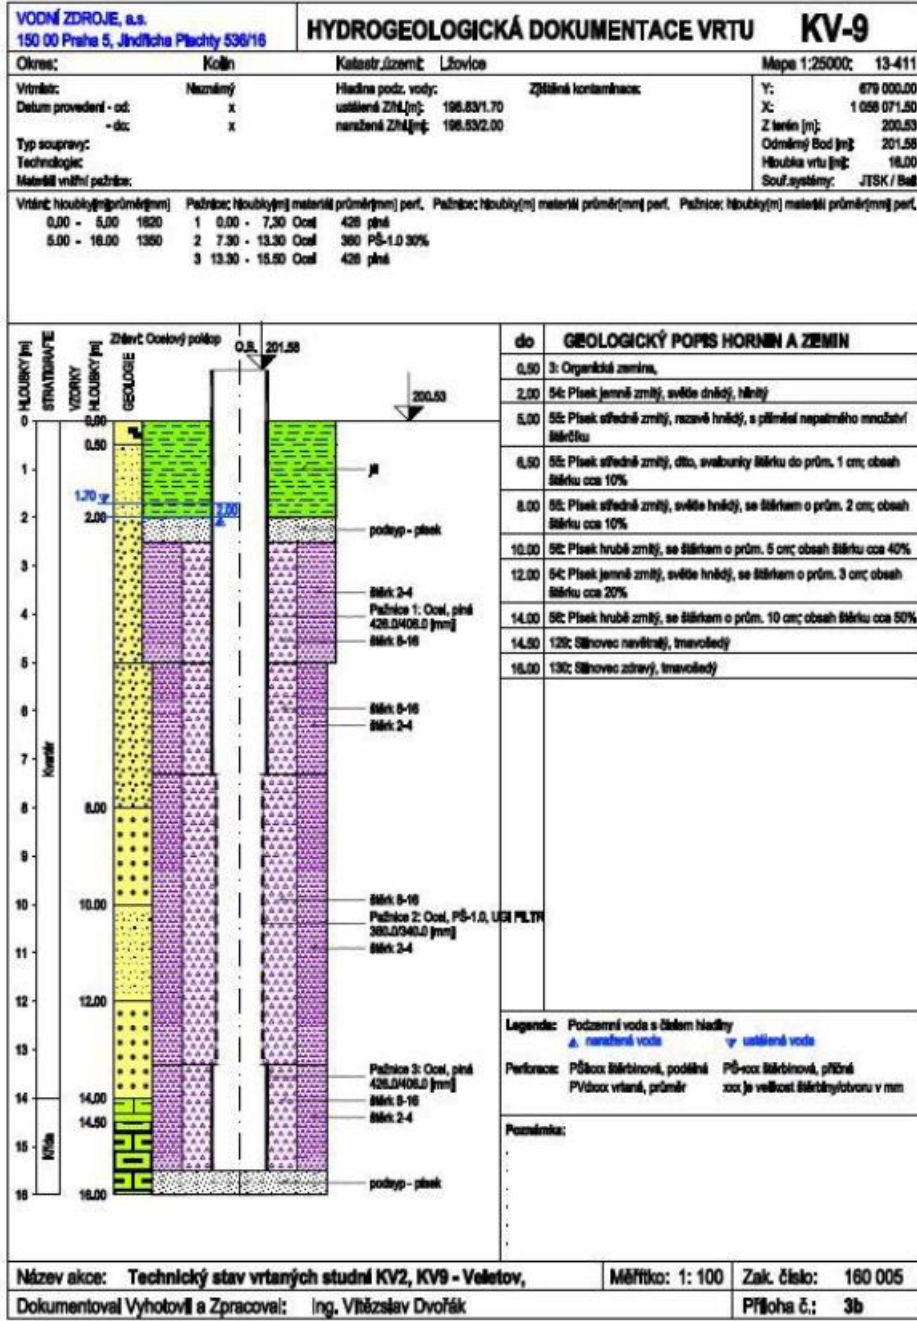 VODNÍ ZDROJE, a.s.
150 00 Praha 5, Jindřicha Plachty 536/16
HYDROGEOLOGICKÁ DOKUMENTACE VRTU KV-9
Okres: Kolín Katastr.území: Lžovice Mapa 1:25000: 13-411
Vrtmistr: Neznámý Hladina podz. vody: Zjištěná kontaminace: Y: 679 000.00
Datum provedení - od: x ustálená Z/hl.[m]: 198.83/1.70 X: 1 056 071.50
- do: x naražená Z/hl.[m]: 198.53/2.00 Z terén [m]: 200.53
Typ soupravy: Odměrný Bod [m]: 201.58
Technologie: Hloubka vrtu [m]: 16.00
Materiál vnitřní pažnice: Souř.systémy: JTSK /
Vrtání: hloubky[m]průměr[mm] Pažnice: hloubky[m] materiál průměr[mm] perf. Pažnice: hloubky[m] materiál průměr[mm] perf. Pažnice: hloubky[m] materiál průměr[mm] perf.
0.00 - 5.00 1620 1 0.00 - 7.30 Ocel 426 plná
5.00 - 16.00 1350 2 7.30 - 13.30 Ocel 360 PŠ-1.0 30%
3 13.30 - 15.50 Ocel 426 plná
HLOUBKY [m]
STRATIGRAFIE
VZORKY
HLOUBKY [m]
GEOLOGIE
Zhlaví: Ocelový poklop
O.B. 201.58
200.53
0 0.00
0.50
1 jíl
1.70
2.00
2 2.00
podsyp - písek
3
štěrk 2-4
4 Pažnice 1: Ocel, plná
426.0/406.0 [mm]
štěrk 8-16
5
6 štěrk 8-16
štěrk 2-4
7
Kvartér
8 8.00
9
10 10.00
štěrk 8-16
Pažnice 2: Ocel, PŠ-1.0, UGI FILTR
360.0/340.0 [mm]
11 štěrk 2-4
12 12.00
13
Pažnice 3: Ocel, plná
426.0/406.0 [mm]
14 14.00
štěrk 8-16
14.50 štěrk 2-4
15
Křída
podsyp - písek
16 16.00
do GEOLOGICKÝ POPIS HORNIN A ZEMIN
0,50 3: Organická zemina,
2,00 54: Písek jemně zrnitý, světle hnědý, hlinitý
5,00 55: Písek středně zrnitý, rezavě hnědý, s příměsí nepatrného množství
štěrčíku
6,50 55: Písek středně zrnitý, dtto, s valounky štěrku do prům. 1 cm; obsah
štěrku cca 10%
8.00 55: Písek středně zrnitý, světle hnědý, se štěrkem o prům. 2 cm; obsah
štěrku cca 10%
10.00 56: Písek hrubě zrnitý, se štěrkem o prům. 5 cm; obsah štěrku cca 40%
12.00 54: Písek jemně zrnitý, světle hnědý, se štěrkem o prům. 3 cm; obsah
štěrku cca 20%
14.00 56: Písek hrubě zrnitý, se štěrkem o prům. 10 cm; obsah štěrku cca 50%
14.50 129: Slínovec navětralý, tmavošedý
16.00 130: Slínovec zdravý, tmavošedý
Legenda: Podzemní voda s číslem hladiny
naražená voda ustálená voda
Perforace: PŠIxxx štěrbinová, podélná PŠ-xxx štěrbinová, příčná
PVdxxx vrtaná, průměr xxx je velikost štěrbiny/otvoru v mm
Poznámka:
Název akce: Technický stav vrtaných studní KV2, KV9 - Veletov, Měřítko: 1: 100 Zak. číslo: 160 005
Dokumentoval Vyhotovil a Zpracoval: Ing. Vítězslav Dvořák Příloha č.: 3b